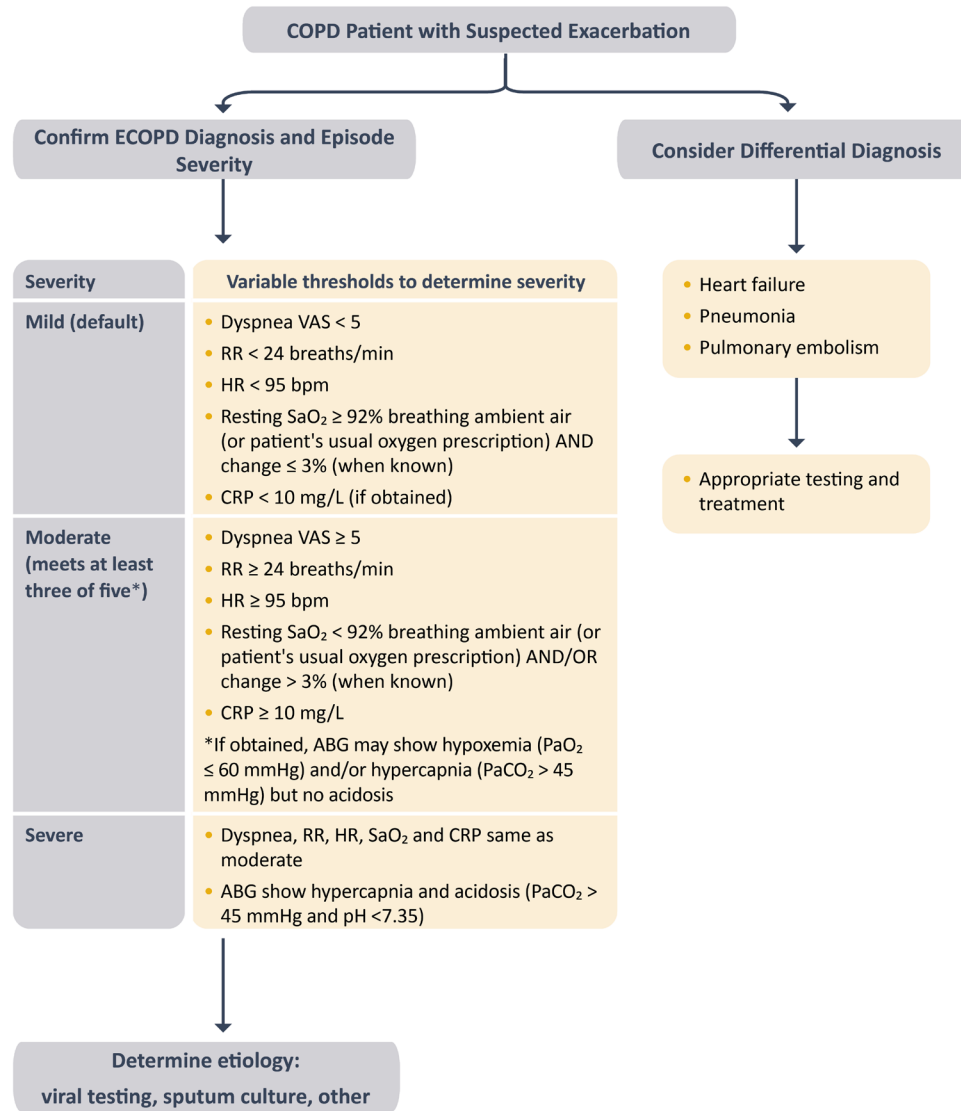 COPD Patient with Suspected Exacerbation
Confirm ECOPD Diagnosis and Episode
Severity
Consider Differential Diagnosis
Severity
Variable thresholds to determine severity
Mild (default)
• Dyspnea VAS < 5
• RR < 24 breaths/min
• HR < 95 bpm
• Resting SaO₂ ≥ 92% breathing ambient air
(or patient's usual oxygen prescription) AND
change ≤ 3% (when known)
• CRP < 10 mg/L (if obtained)
Moderate
(meets at least
three of five*)
• Dyspnea VAS ≥ 5
• RR ≥ 24 breaths/min
• HR ≥ 95 bpm
• Resting SaO₂ < 92% breathing ambient air (or
patient's usual oxygen prescription) AND/OR
change > 3% (when known)
• CRP ≥ 10 mg/L
*If obtained, ABG may show hypoxemia (PaO₂
≤ 60 mmHg) and/or hypercapnia (PaCO₂ > 45
mmHg) but no acidosis
Severe
• Dyspnea, RR, HR, SaO₂ and CRP same as
moderate
• ABG show hypercapnia and acidosis (PaCO₂ >
45 mmHg and pH <7.35)
Determine etiology:
viral testing, sputum culture, other
• Heart failure
• Pneumonia
• Pulmonary embolism
• Appropriate testing and
treatment